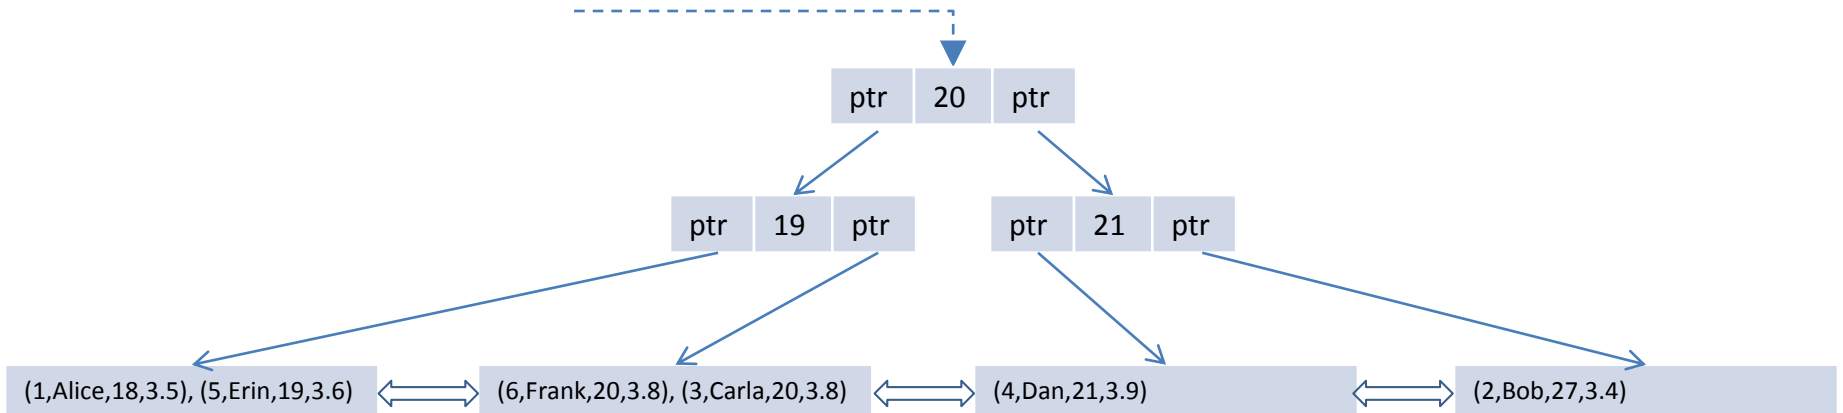 ptr 20 ptr
ptr 19 ptr ptr 21 ptr
(1,Alice,18,3.5), (5,Erin,19,3.6) (6,Frank,20,3.8), (3,Carla,20,3.8) (4,Dan,21,3.9) (2,Bob,27,3.4)